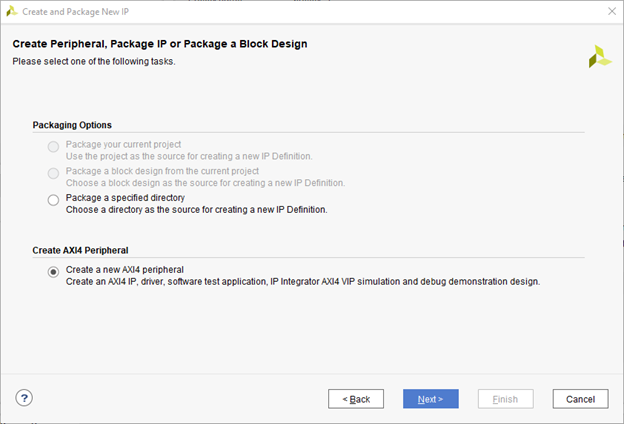 Create and Package New IP
Create Peripheral, Package IP or Package a Block Design
Please select one of the following tasks.
Packaging Options
Package your current project
Use the project as the source for creating a new IP Definition.
Package a block design from the current project
Choose a block design as the source for creating a new IP Definition.
Package a specified directory
Choose a directory as the source for creating a new IP Definition.
Create AXI4 Peripheral
Create a new AXI4 peripheral
Create an AXI4 IP, driver, software test application, IP Integrator AXI4 VIP simulation and debug demonstration design.
? < Back Next > Finish Cancel